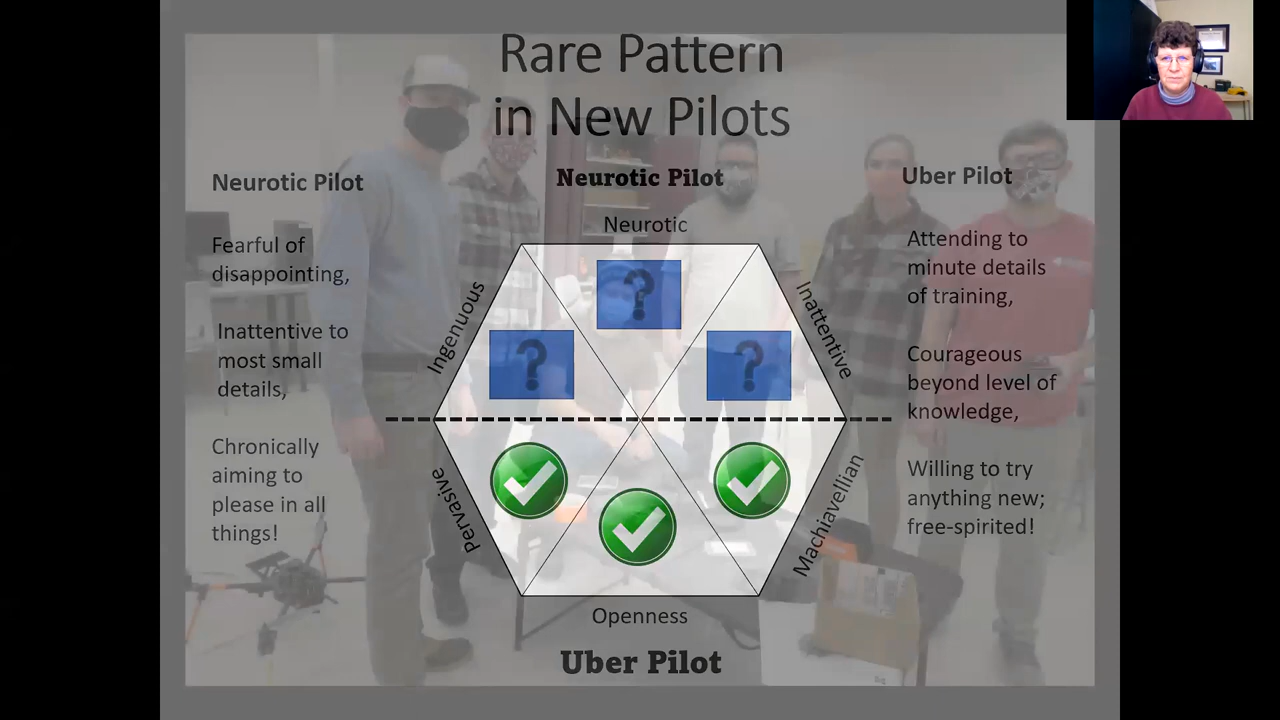 Rare Pattern
in New Pilots
Neurotic Pilot
Fearful of
disappointing,
Inattentive to
most small
details,
Chronically
aiming to
please in all
things!
Neurotic Pilot
Neurotic
Ingenuous
Inattentive
?
?
?
Pervasive
Machiavellian
Openness
Uber Pilot
Uber Pilot
Attending to
minute details
of training,
Courageous
beyond level of
knowledge,
Willing to try
anything new;
free-spirited!